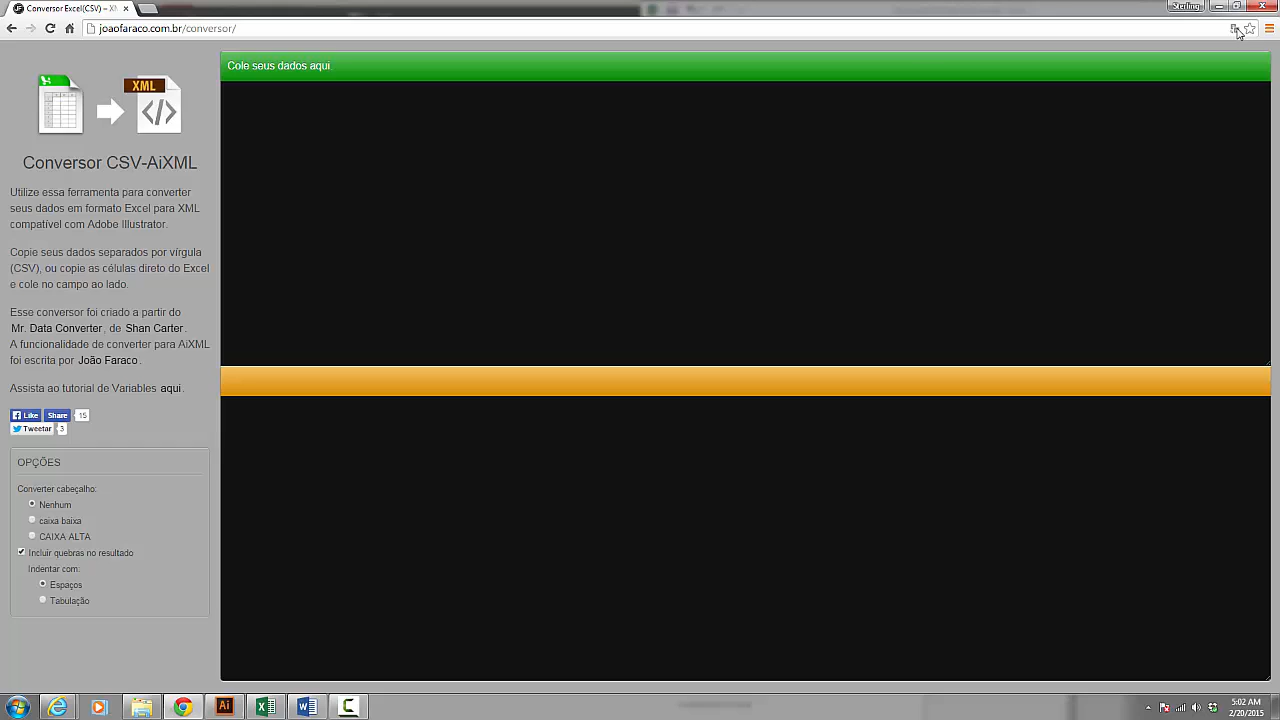 Conversor Excel(CSV) – XM
Sterling
joaofaraco.com.br/conversor/
XML
Conversor CSV-AiXML
Utilize essa ferramenta para converter
seus dados em formato Excel para XML
compatível com Adobe Illustrator.
Copie seus dados separados por vírgula
(CSV), ou copie as células direto do Excel
e cole no campo ao lado.
Esse conversor foi criado a partir do
Mr. Data Converter, de Shan Carter.
A funcionalidade de converter para AiXML
foi escrita por João Faraco.
Assista ao tutorial de Variables aqui.
Like Share 15
Tweetar 3
OPÇÕES
Converter cabeçalho:
Nenhum
caixa baixa
CAIXA ALTA
Incluir quebras no resultado
Indentar com:
Espaços
Tabulação
Cole seus dados aqui
Ai
5:02 AM
2/20/2015